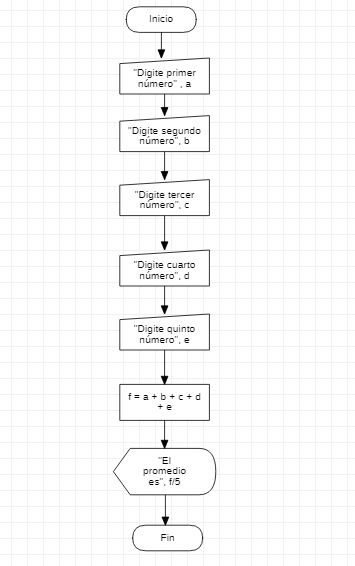 Inicio
"Digite primer
número" , a
"Digite segundo
número", b
"Digite tercer
número", c
"Digite cuarto
número", d
"Digite quinto
número", e
f = a + b + c + d
+ e
"El
promedio
es", f/5
Fin